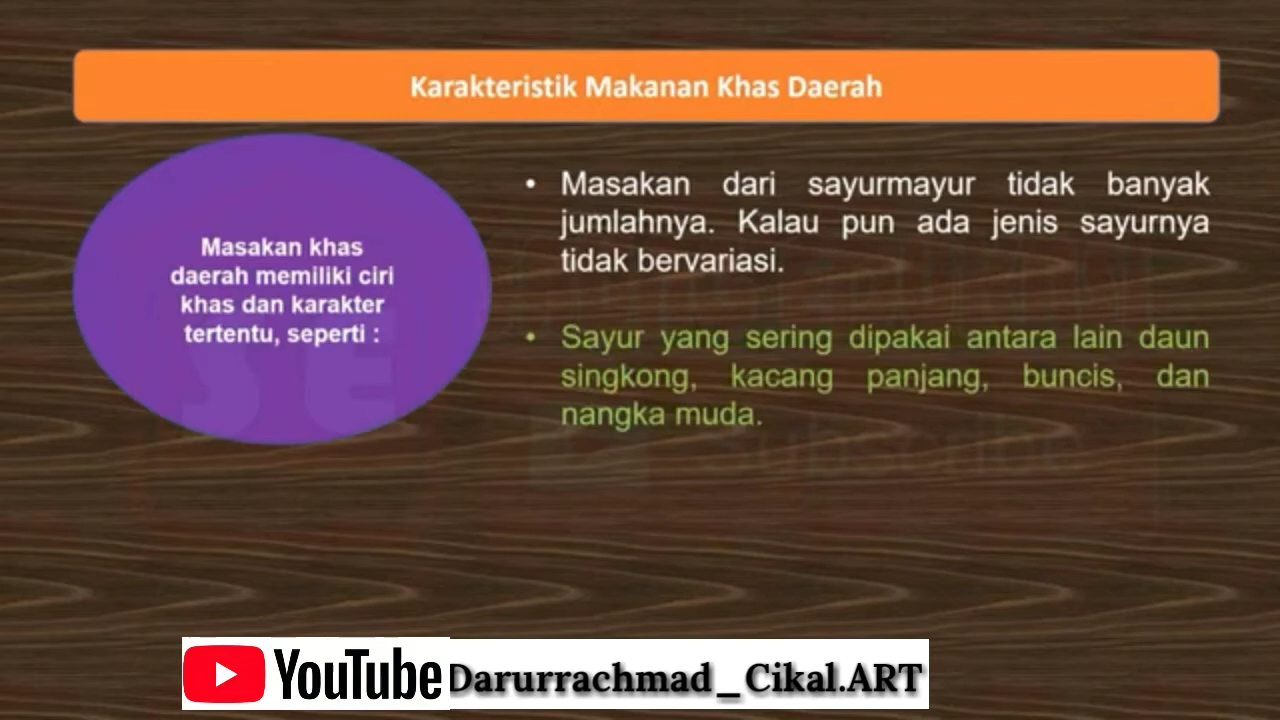 Karakteristik Makanan Khas Daerah
Masakan khas
daerah memiliki ciri
khas dan karakter
tertentu, seperti :
• Masakan dari sayurmayur tidak banyak
jumlahnya. Kalau pun ada jenis sayurnya
tidak bervariasi.
• Sayur yang sering dipakai antara lain daun
singkong, kacang panjang, buncis, dan
nangka muda.
Subscribe
YouTube Darurrachmad_Cikal.ART